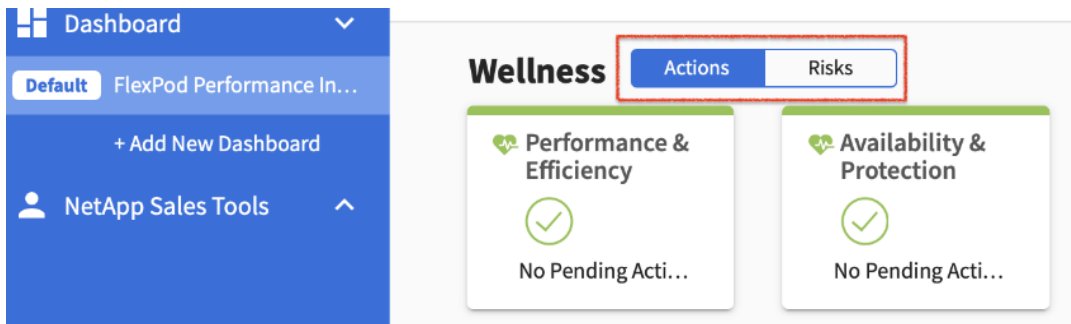 Dashboard
Default FlexPod Performance In...
+ Add New Dashboard
NetApp Sales Tools
Wellness Actions Risks
Performance &
Efficiency
No Pending Acti...
Availability &
Protection
No Pending Acti...